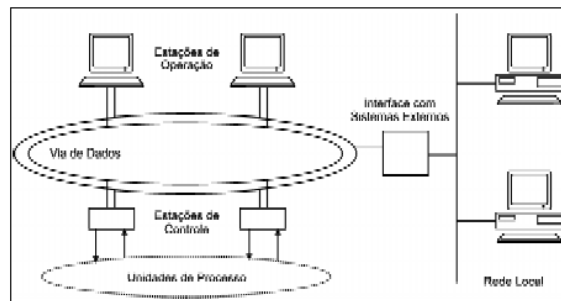 Estações de
Operação
Interface com
Sistemas Externos
Via de Dados
Estações de
Controle
Unidades de Processo
Rede Local